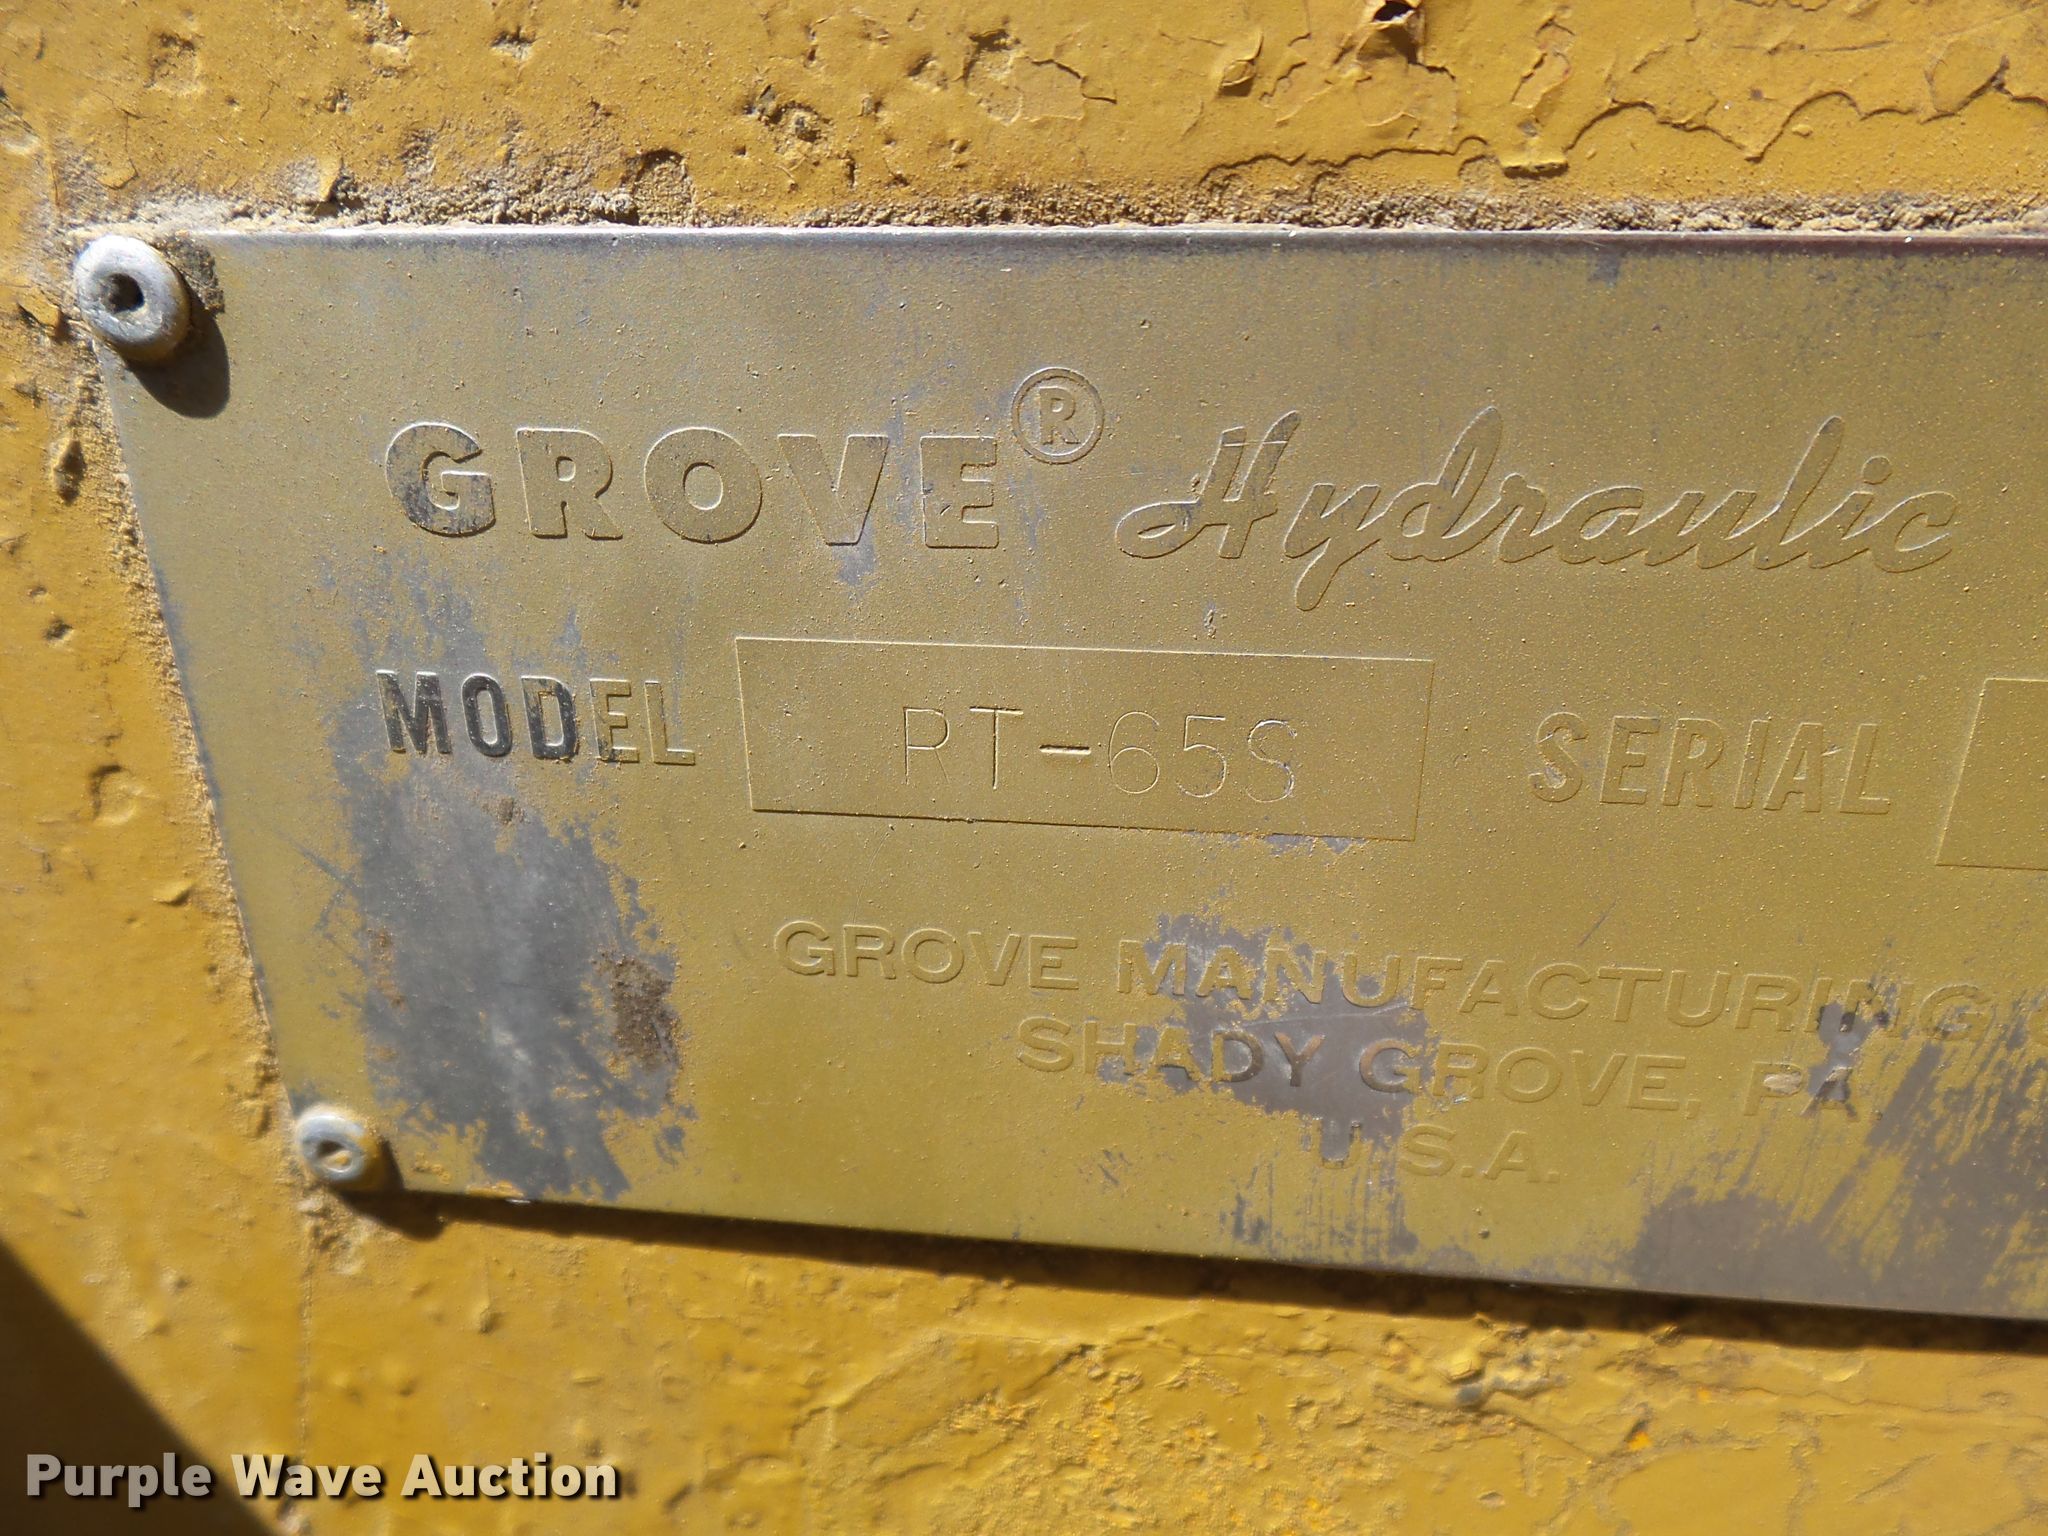 GROVE® Hydraulic
MODEL RT-65S SERIAL
GROVE MANUFACTURING
SHADY GROVE, PA.
U.S.A.
Purple Wave Auction